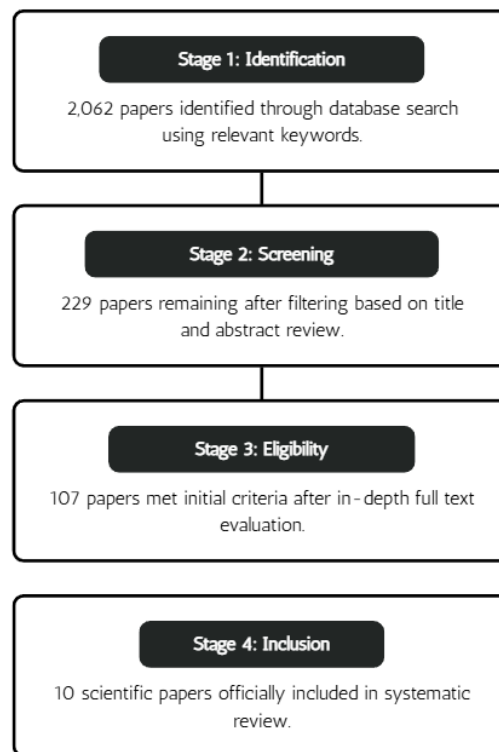 Stage 1: Identification
2,062 papers identified through database search
using relevant keywords.
Stage 2: Screening
229 papers remaining after filtering based on title
and abstract review.
Stage 3: Eligibility
107 papers met initial criteria after in-depth full text
evaluation.
Stage 4: Inclusion
10 scientific papers officially included in systematic
review.